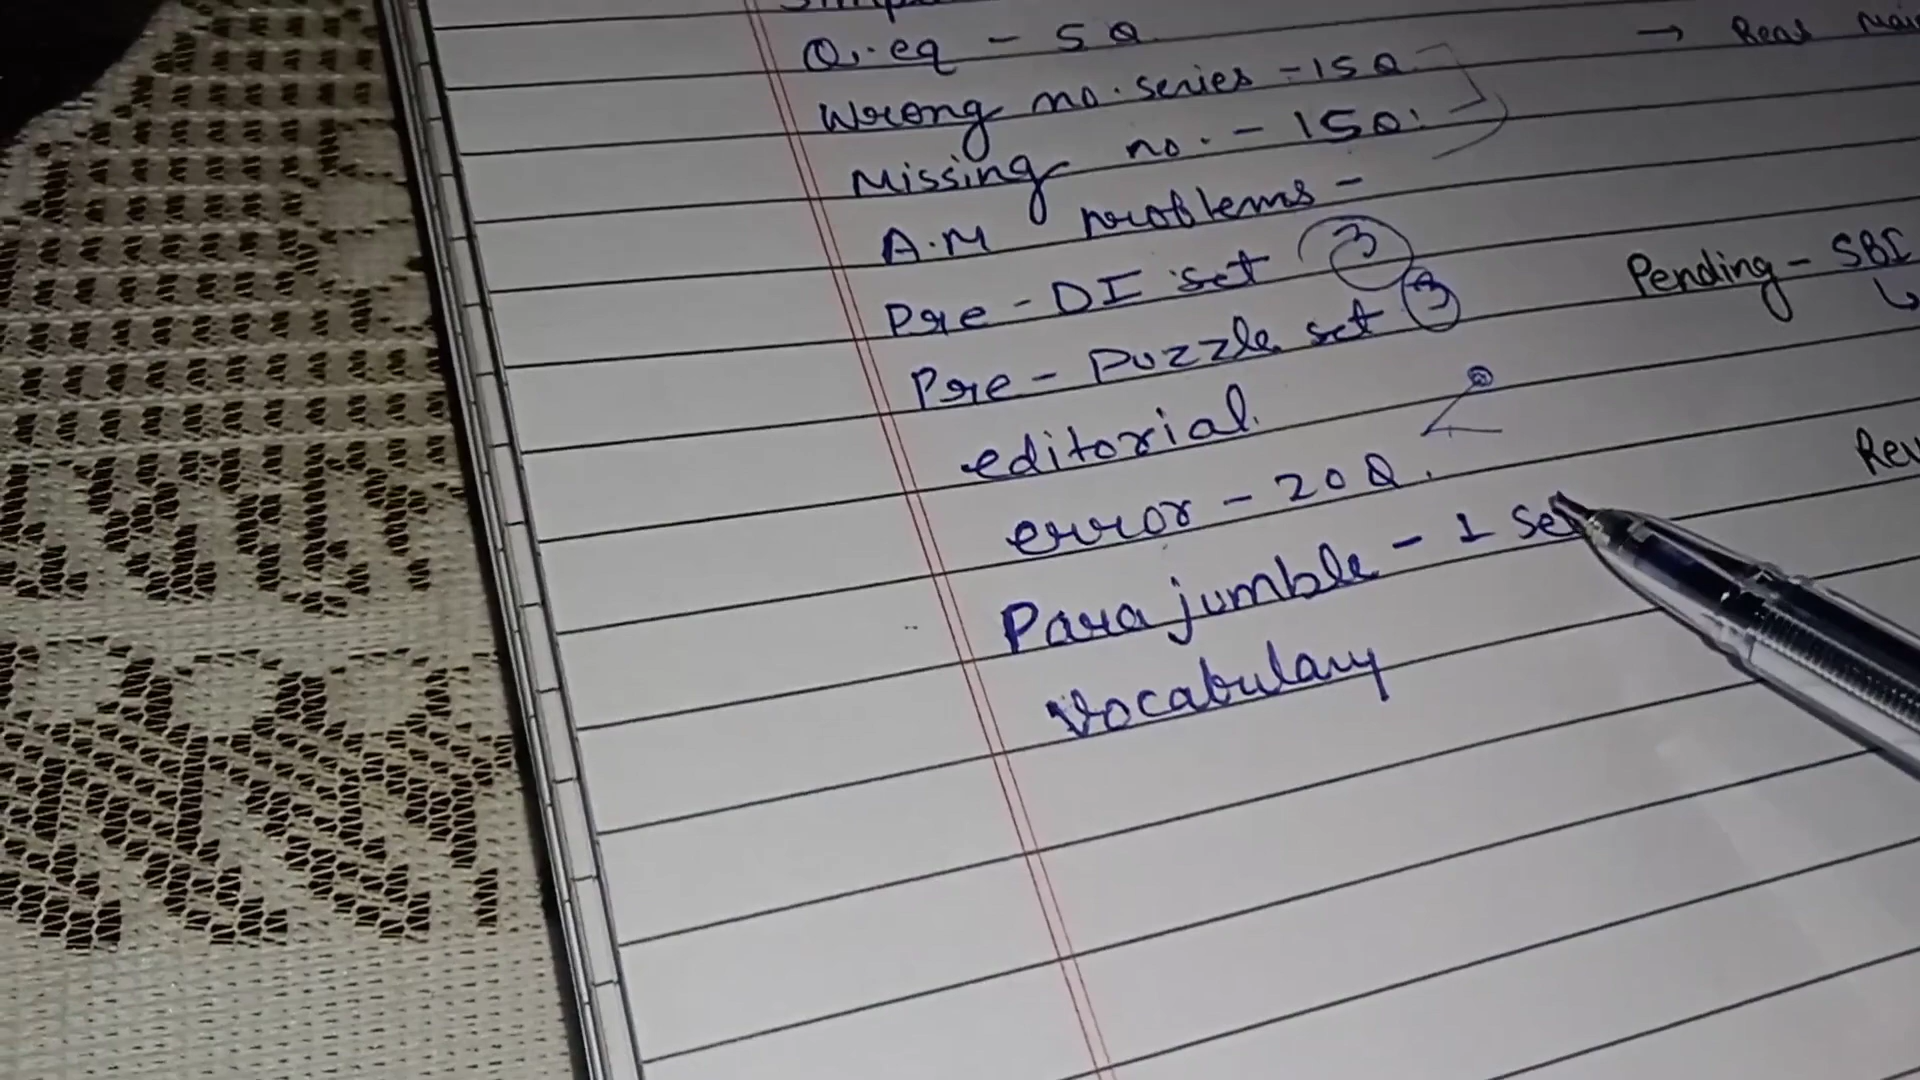 Q.eq - 5 Q
Wrong no. series - 15 Q
Missing no. - 15 Q.
A.M problems -
Pre - DI set 3
Pre - Puzzle set 3
editorial.
error - 20 Q.
Para jumble - 1 set
Vocabulary
→ Read
Pending - SBI